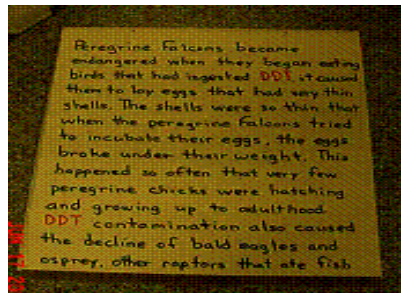 Peregrine Falcons became
endangered when they began eating
birds that had ingested DDT it caused
them to lay eggs that had very thin
shells. The shells were so thin that
when the peregrine falcons tried
to incubate their eggs, the eggs
broke under their weight. This
happened so often that very few
peregrine chicks were hatching
and growing up to adulthood.
DDT contamination also caused
the decline of bald eagles and
osprey, other raptors that ate fish